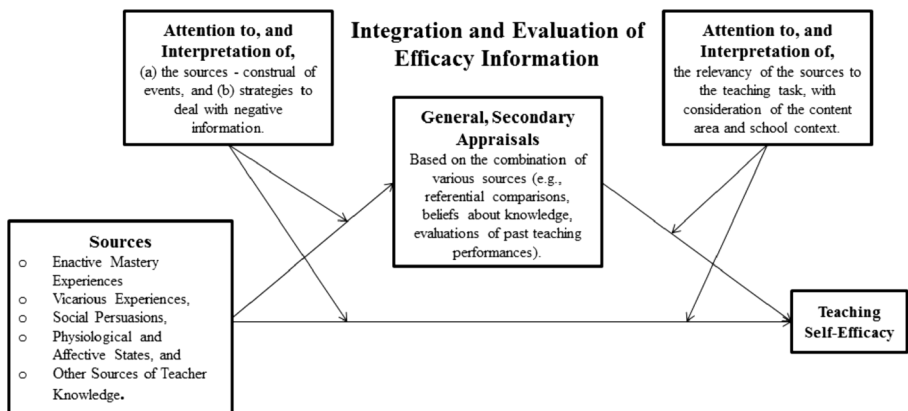 Attention to, and
Interpretation of,
(a) the sources - construal of
events, and (b) strategies to
deal with negative
information.
Integration and Evaluation of
Efficacy Information
Attention to, and
Interpretation of,
the relevancy of the sources to
the teaching task, with
consideration of the content
area and school context.
General, Secondary
Appraisals
Based on the combination of
various sources (e.g.,
referential comparisons,
beliefs about knowledge,
evaluations of past teaching
performances).
Sources
o Enactive Mastery
Experiences
o Vicarious Experiences,
o Social Persuasions,
o Physiological and
Affective States, and
o Other Sources of Teacher
Knowledge.
Teaching
Self-Efficacy